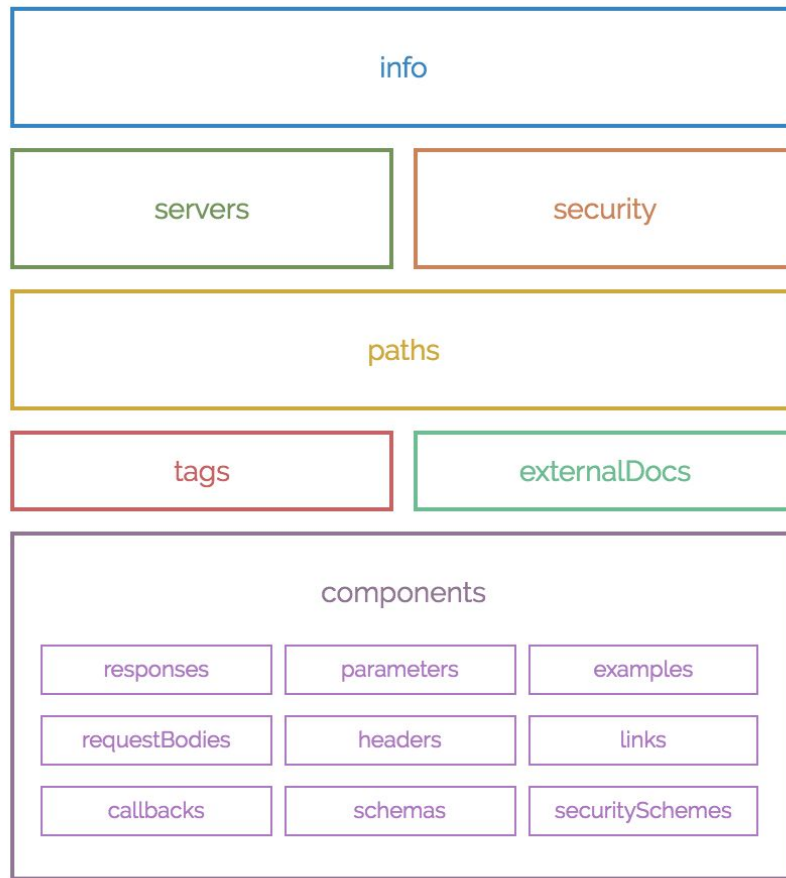 info
servers security
paths
tags externalDocs
components
responses parameters examples
requestBodies headers links
callbacks schemas securitySchemes